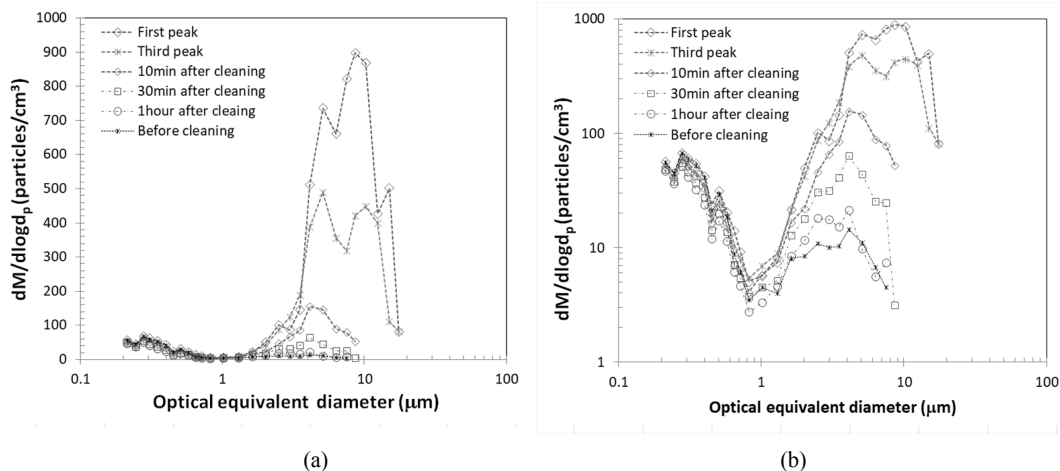 1000
900
800
700
600
500
400
300
200
100
0
dM/dlogdp (particles/cm³)
First peak
Third peak
10min after cleaning
30min after cleaning
1hour after cleaing
Before cleaning
0.1 1 10 100
Optical equivalent diameter (μm)
(a)
1000
100
10
1
dM/dlogdp (particles/cm³)
First peak
Third peak
10min after cleaning
30min after cleaning
1hour after cleaing
Before cleaning
0.1 1 10 100
Optical equivalent diameter (μm)
(b)